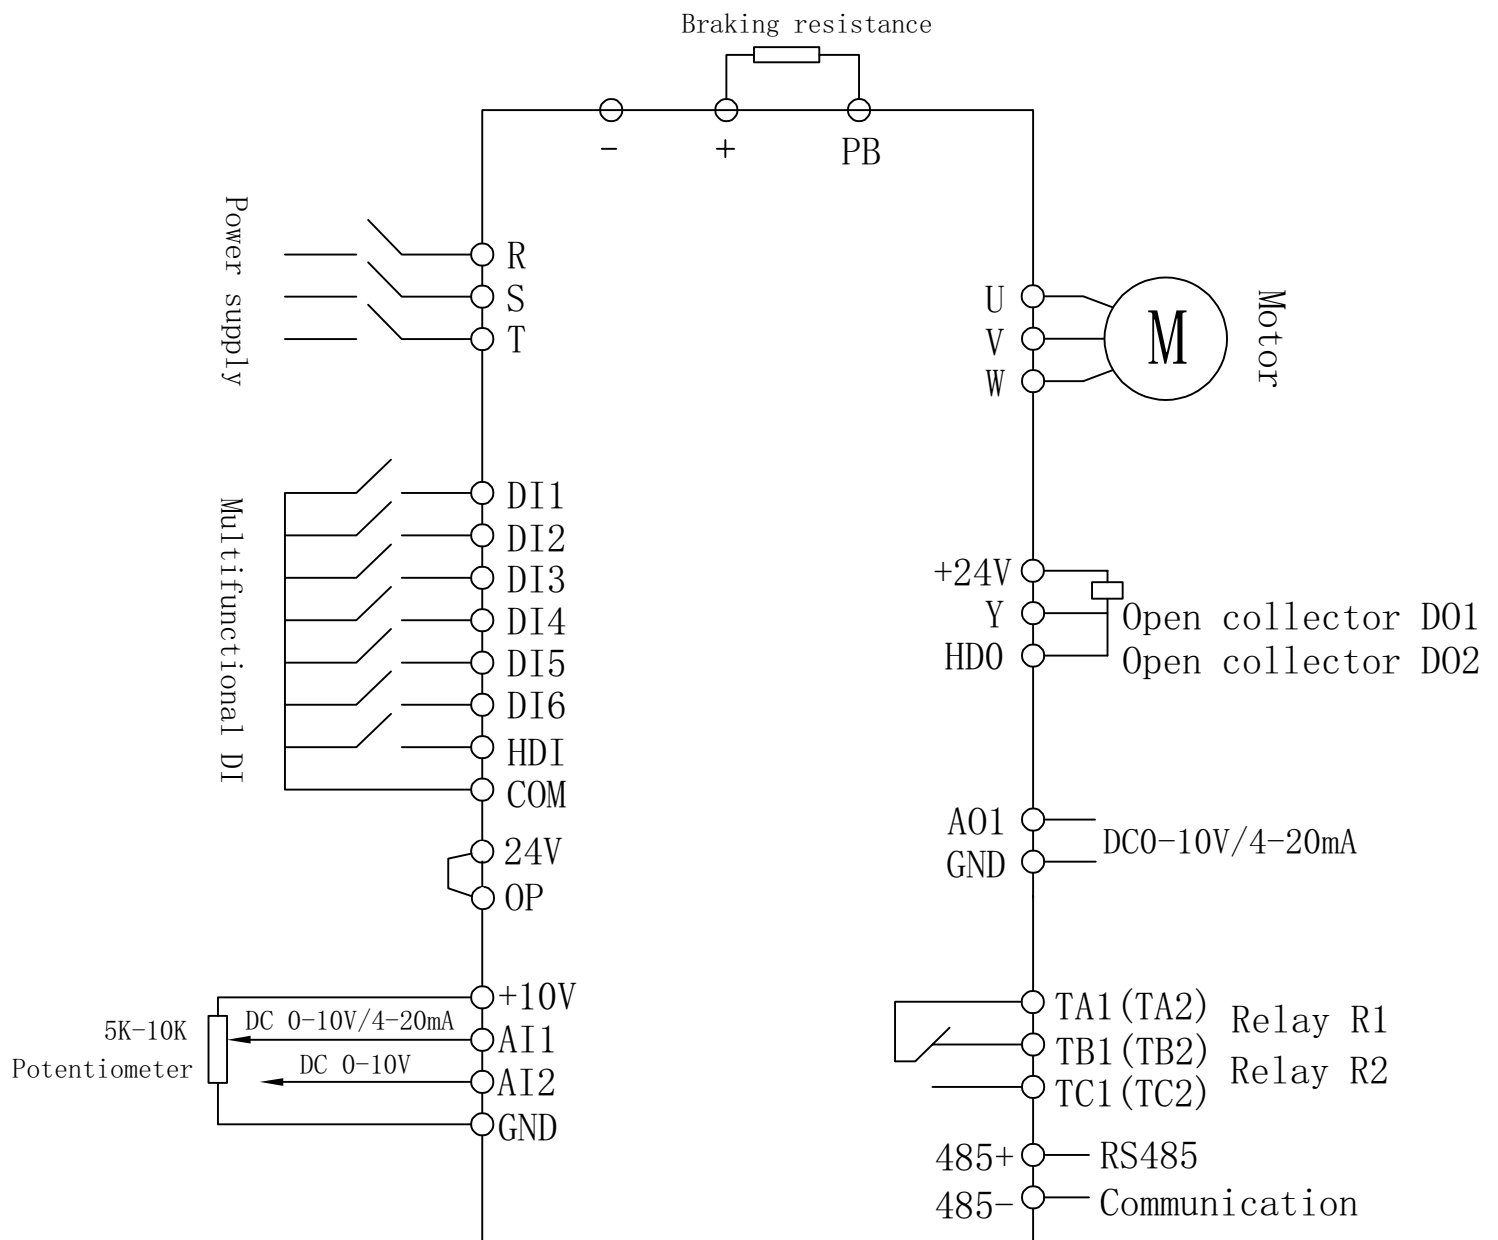 Braking resistance
- + PB
Power supply
R
S
T
U
V
W
M
Motor
Multifunctional DI
DI1
DI2
DI3
DI4
DI5
DI6
HDI
COM
24V
OP
+24V
Y
HDO
Open collector DO1
Open collector DO2
AO1
GND
DC0-10V/4-20mA
5K-10K
Potentiometer
+10V
DC 0-10V/4-20mA
AI1
DC 0-10V
AI2
GND
TA1(TA2)
TB1(TB2)
TC1(TC2)
Relay R1
Relay R2
485+
RS485
485-
Communication